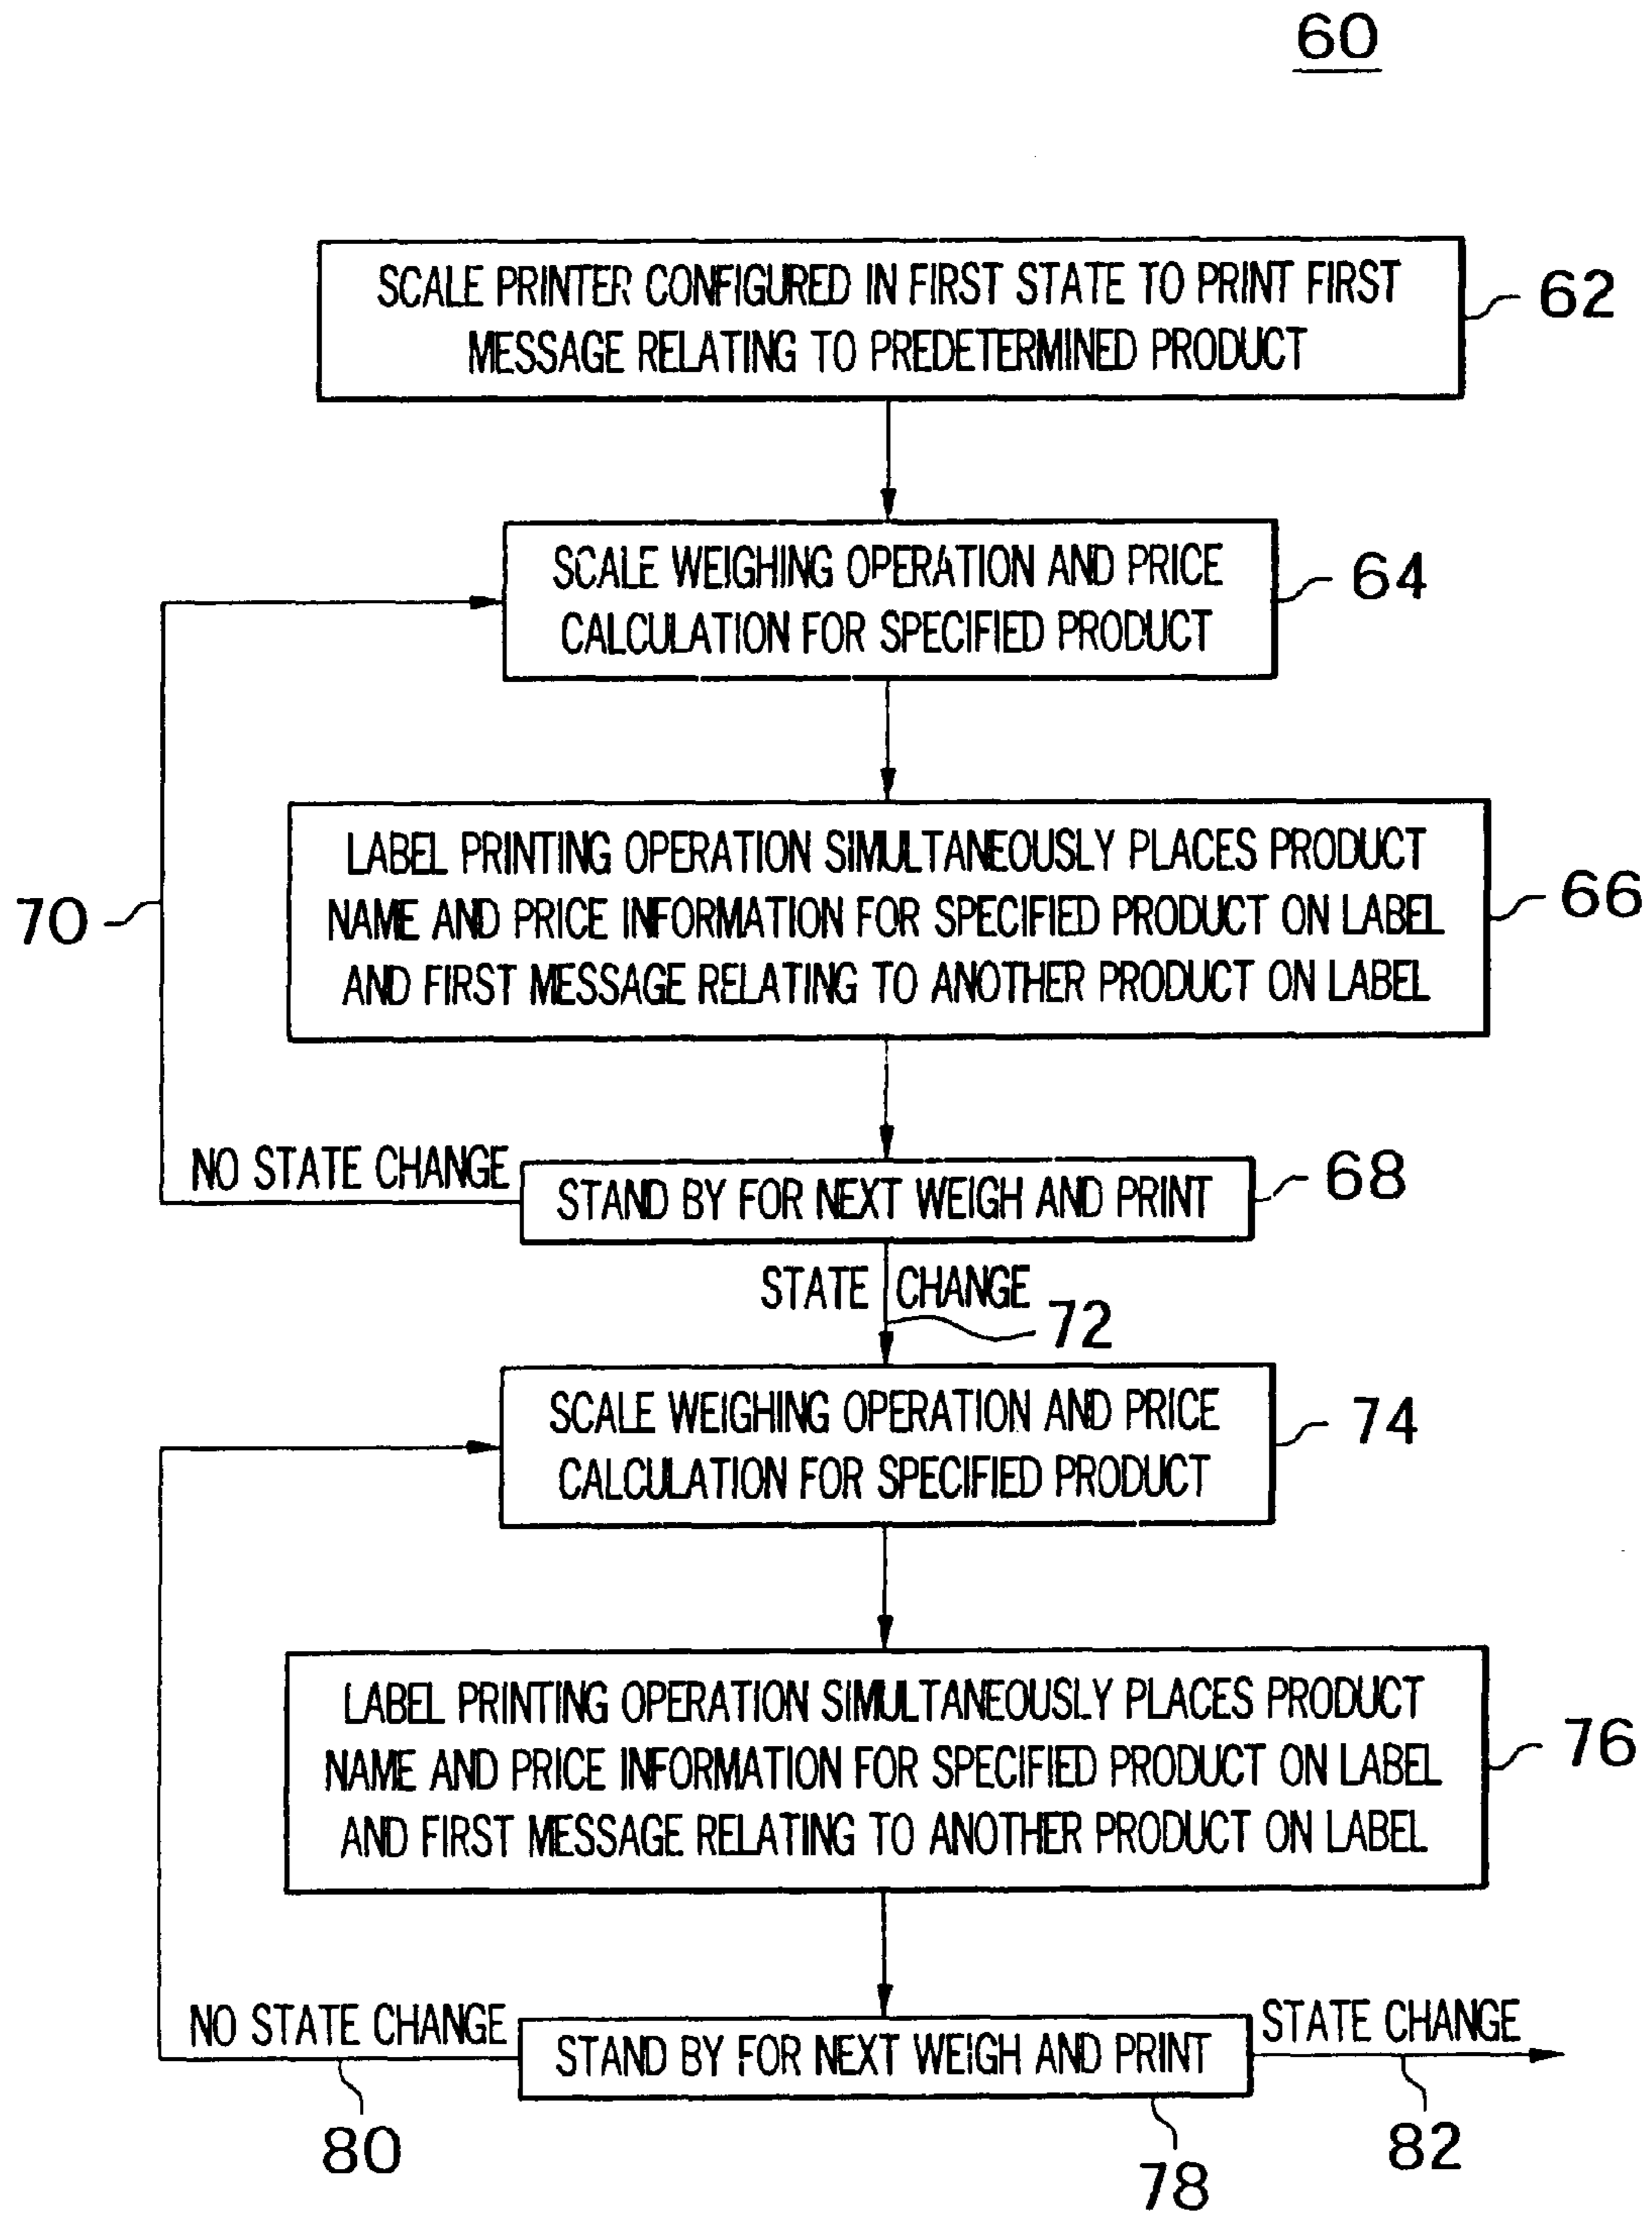 60
SCALE PRINTER CONFIGURED IN FIRST STATE TO PRINT FIRST
MESSAGE RELATING TO PREDETERMINED PRODUCT
62
SCALE WEIGHING OPERATION AND PRICE
CALCULATION FOR SPECIFIED PRODUCT
64
LABEL PRINTING OPERATION SIMULTANEOUSLY PLACES PRODUCT
NAME AND PRICE INFORMATION FOR SPECIFIED PRODUCT ON LABEL
AND FIRST MESSAGE RELATING TO ANOTHER PRODUCT ON LABEL
66
70
NO STATE CHANGE
STAND BY FOR NEXT WEIGH AND PRINT
68
STATE CHANGE
72
SCALE WEIGHING OPERATION AND PRICE
CALCULATION FOR SPECIFIED PRODUCT
74
LABEL PRINTING OPERATION SIMULTANEOUSLY PLACES PRODUCT
NAME AND PRICE INFORMATION FOR SPECIFIED PRODUCT ON LABEL
AND FIRST MESSAGE RELATING TO ANOTHER PRODUCT ON LABEL
76
NO STATE CHANGE
STAND BY FOR NEXT WEIGH AND PRINT
STATE CHANGE
80
78
82